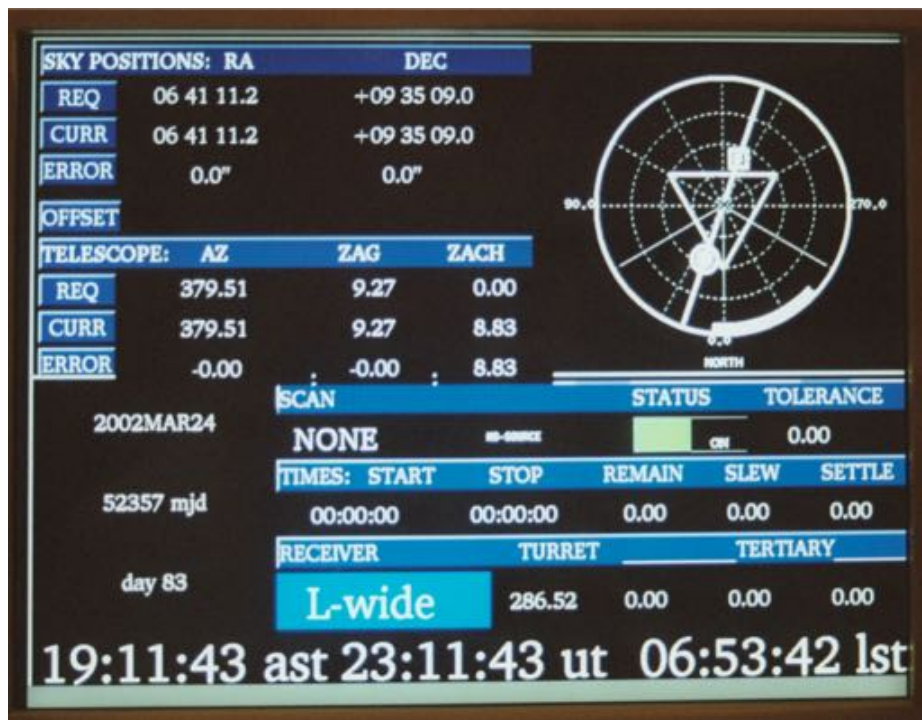 SKY POSITIONS: RA DEC
REQ 06 41 11.2 +09 35 09.0
CURR 06 41 11.2 +09 35 09.0
ERROR 0.0" 0.0"
OFFSET
90.0 270.0
TELESCOPE: AZ ZAG ZACH
REQ 379.51 9.27 0.00
CURR 379.51 9.27 8.83
ERROR -0.00 : -0.00 : 8.83
0.0
NORTH
SCAN STATUS TOLERANCE
2002MAR24
NONE NO-SOURCE ON 0.00
TIMES: START STOP REMAIN SLEW SETTLE
52357 mjd
00:00:00 00:00:00 0.00 0.00 0.00
RECEIVER TURRET TERTIARY
day 83
L-wide 286.52 0.00 0.00 0.00
19:11:43 ast 23:11:43 ut 06:53:42 lst